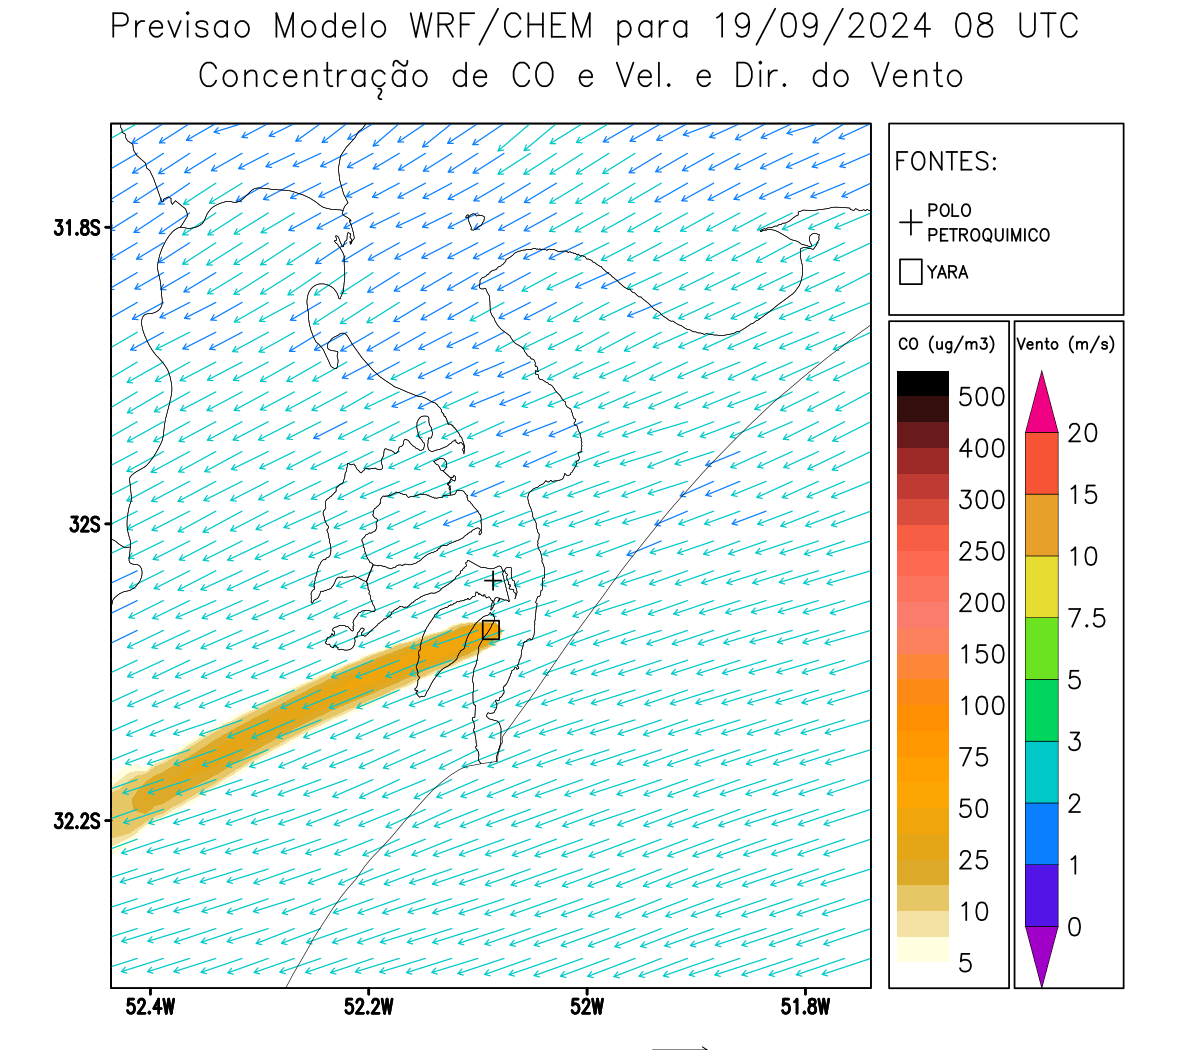 Previsao Modelo WRF/CHEM para 19/09/2024 08 UTC
Concentração de CO e Vel. e Dir. do Vento
FONTES:
POLO
PETROQUIMICO
YARA
31.8S
32S
32.2S
52.4W
52.2W
52W
51.8W
CO (ug/m3)
500
400
300
250
200
150
100
75
50
25
10
5
Vento (m/s)
20
15
10
7.5
5
3
2
1
0